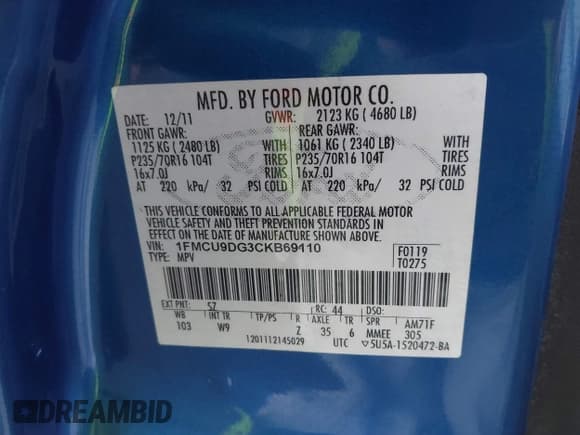 MFD. BY FORD MOTOR CO.
DATE: 12/11 GVWR: 2123 KG ( 4680 LB)
FRONT GAWR: REAR GAWR:
1125 KG ( 2480 LB) WITH 1061 KG ( 2340 LB) WITH
P235/70R16 104T TIRES P235/70R16 104T TIRES
16x7.0J RIMS 16x7.0J RIMS
AT 220 kPa/ 32 PSI COLD AT 220 kPa/ 32 PSI COLD
THIS VEHICLE CONFORMS TO ALL APPLICABLE FEDERAL MOTOR
VEHICLE SAFETY AND THEFT PREVENTION STANDARDS IN
EFFECT ON THE DATE OF MANUFACTURE SHOWN ABOVE.
VIN: 1FMCU9DG3CKB69110 F0119
TYPE: MPV T0275
EXT PNT: SZ RC: 44 DSO:
WB INT TR TP/PS R AXLE TR SPR AM71F
103 W9 Z 35 6 MMEE 305
1201112145029 UTC ▽5U5A-1520472-BA
DREAMBID